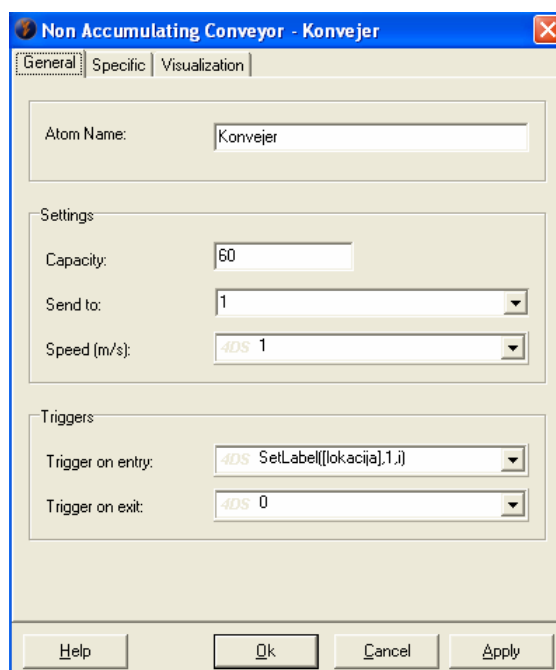 Non Accumulating Conveyor - Konvejer
General Specific Visualization
Atom Name: Konvejer
Settings
Capacity: 60
Send to: 1
Speed (m/s): 4DS 1
Triggers
Trigger on entry: 4DS SetLabel([lokacija],1,i)
Trigger on exit: 4DS 0
Help Ok Cancel Apply